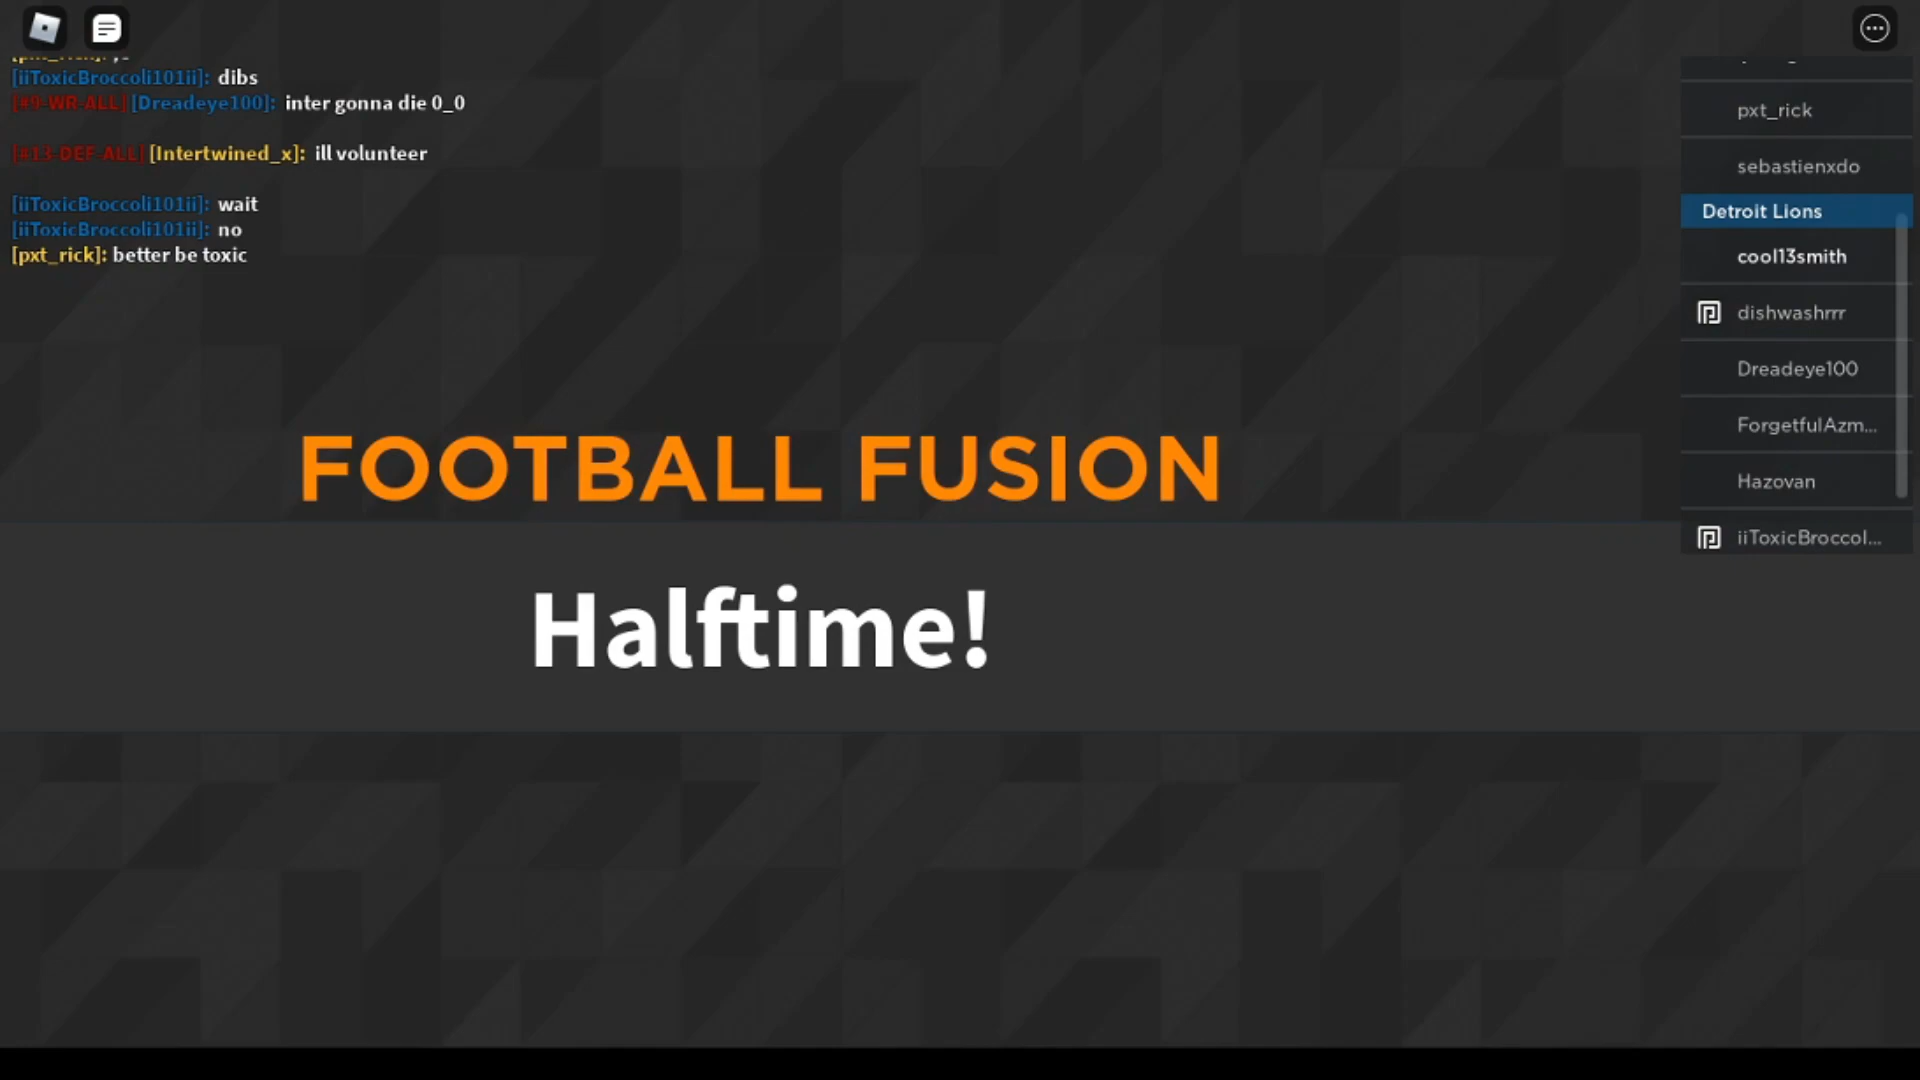 [iiToxicBroccoli101ii]: dibs
[#9-WR-ALL] [Dreadeye100]: inter gonna die 0_0
[#13-DEF-ALL] [Intertwined_x]: ill volunteer
[iiToxicBroccoli101ii]: wait
[iiToxicBroccoli101ii]: no
[pxt_rick]: better be toxic
pxt_rick
sebastienxdo
Detroit Lions
cool13smith
dishwashrrr
Dreadeye100
ForgetfulAzm...
Hazovan
iiToxicBroccol...
FOOTBALL FUSION
Halftime!